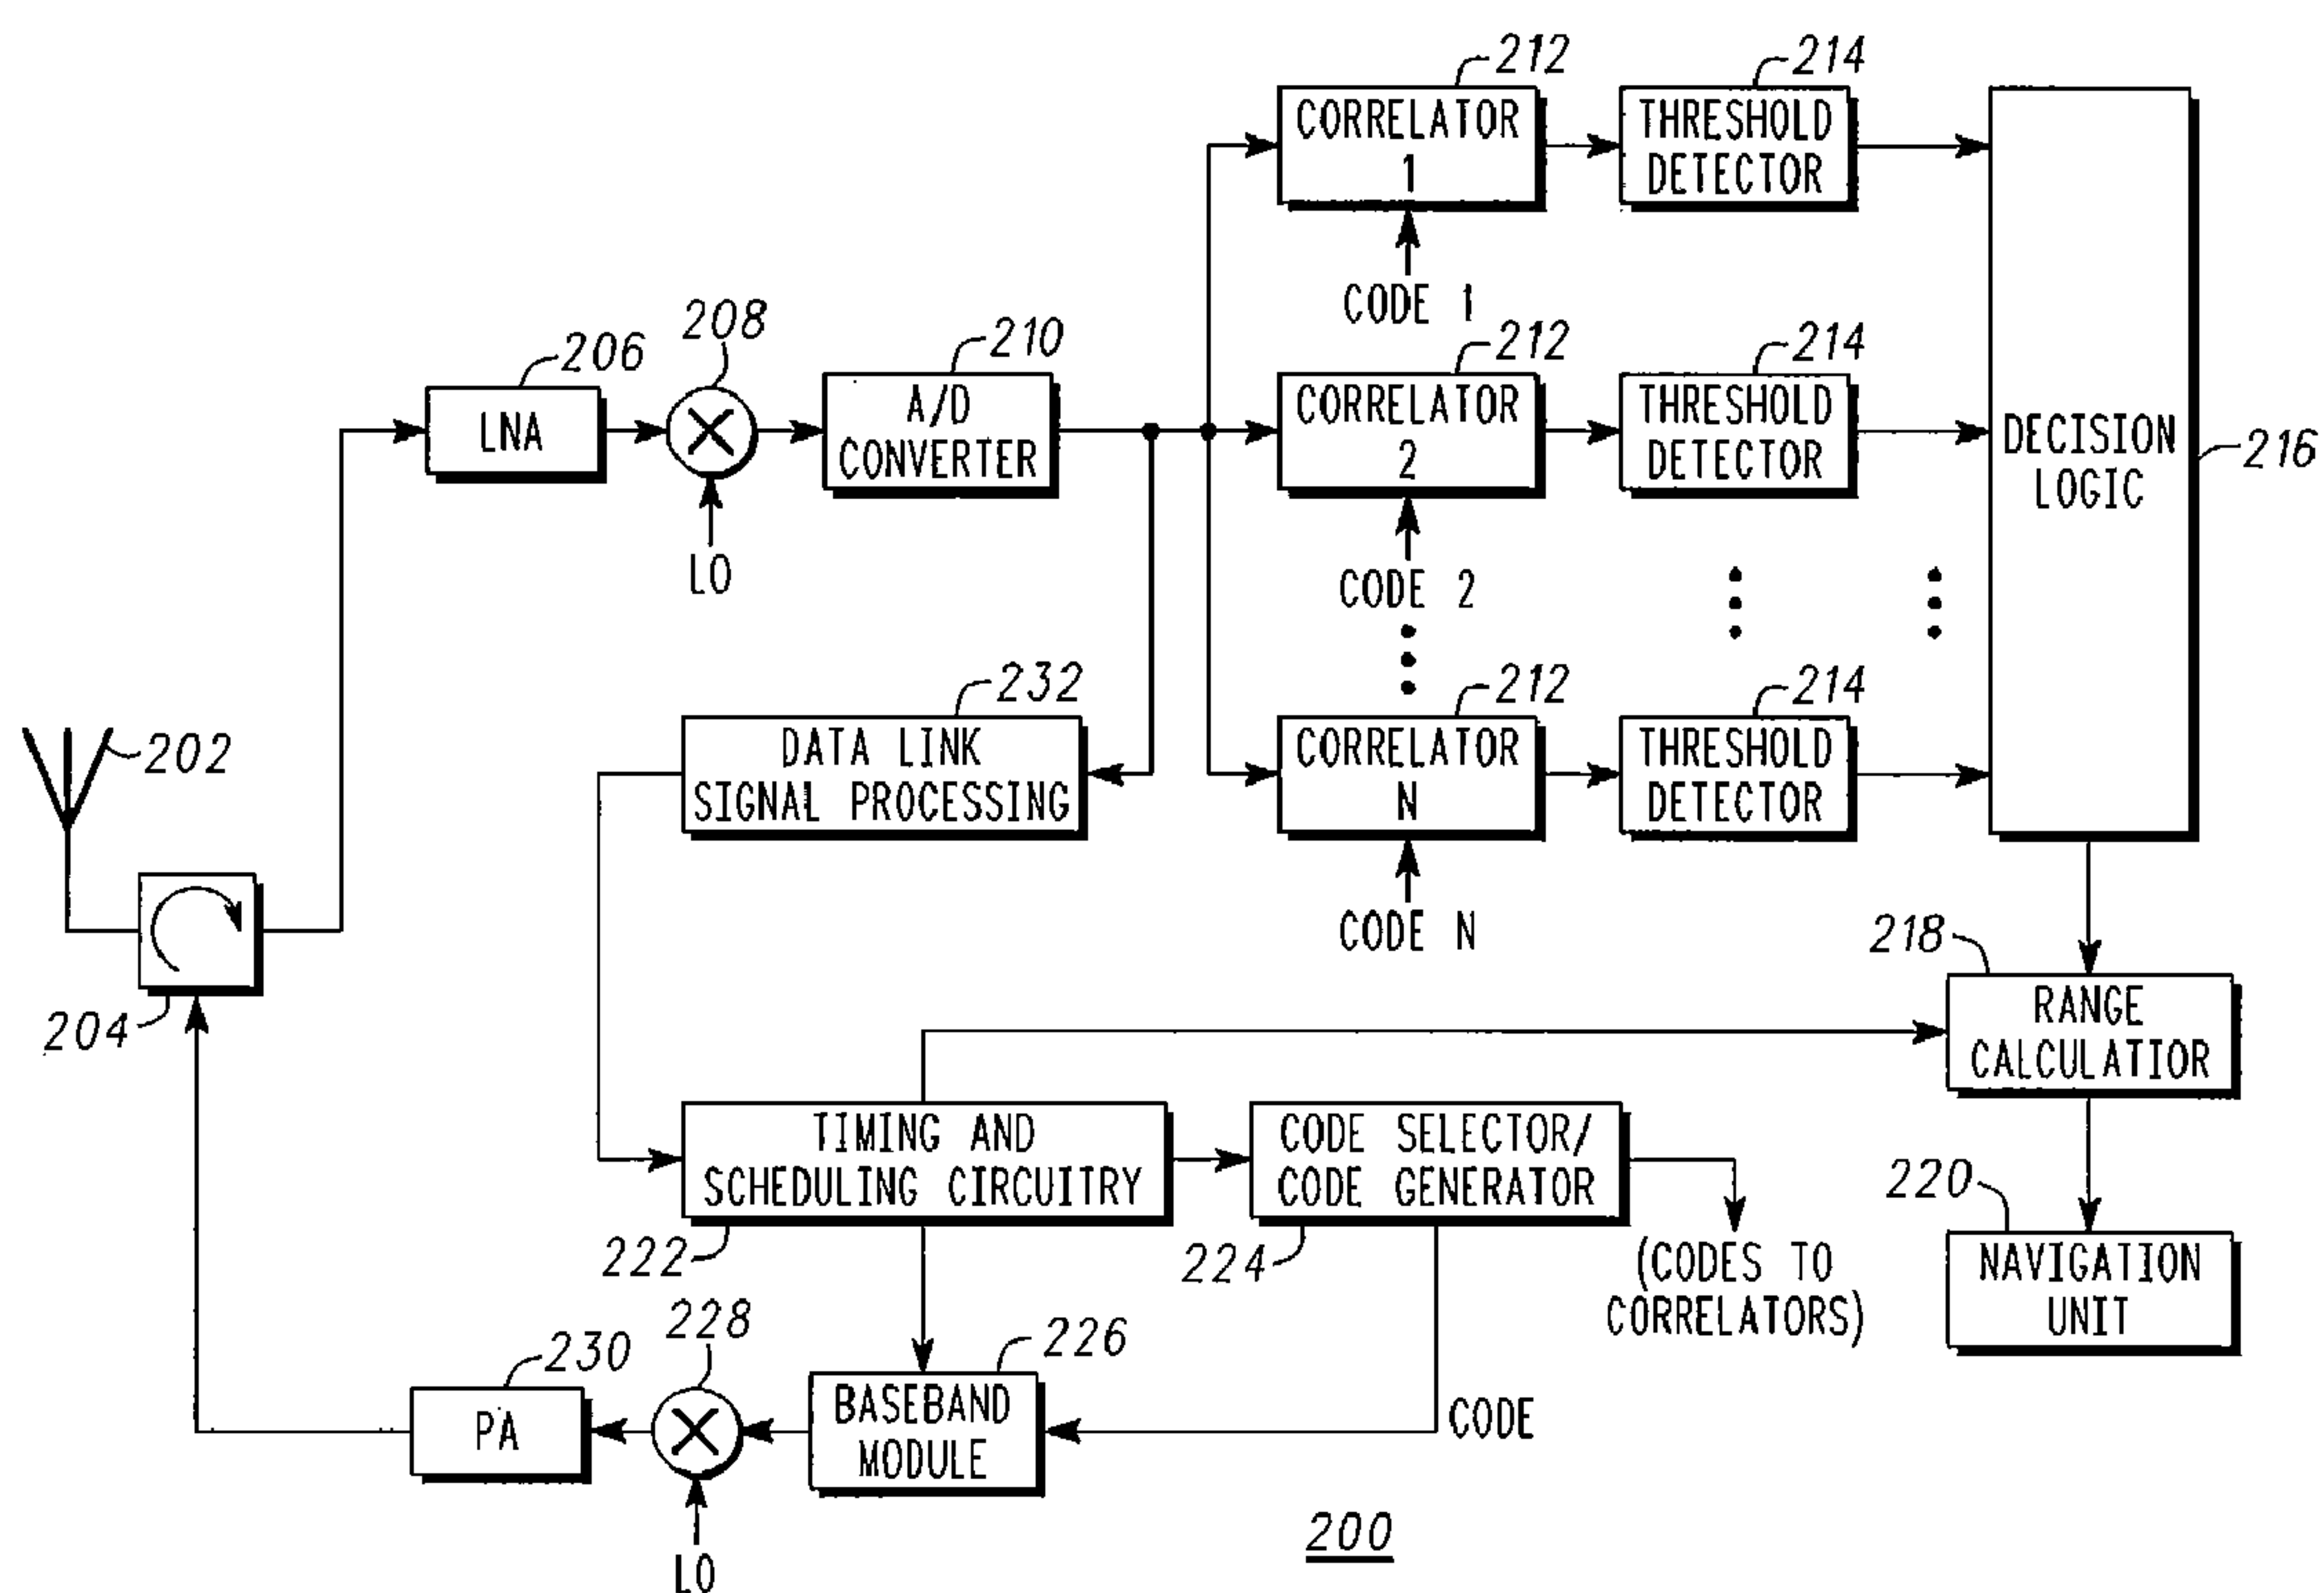 212
214
212
214
CORRELATOR
1
THRESHOLD
DETECTOR
CODE 1
208
206
210
212
214
LNA
A/D
CONVERTER
CORRELATOR
2
THRESHOLD
DETECTOR
DECISION
LOGIC
216
LO
CODE 2
232
212
214
202
DATA LINK
SIGNAL PROCESSING
CORRELATOR
N
THRESHOLD
DETECTOR
CODE N
204
218
RANGE
CALCULATIOR
TIMING AND
SCHEDULING CIRCUITRY
CODE SELECTOR/
CODE GENERATOR
220
222
224
(CODES TO
CORRELATORS)
NAVIGATION
UNIT
228
230
226
PA
BASEBAND
MODULE
CODE
LO
200